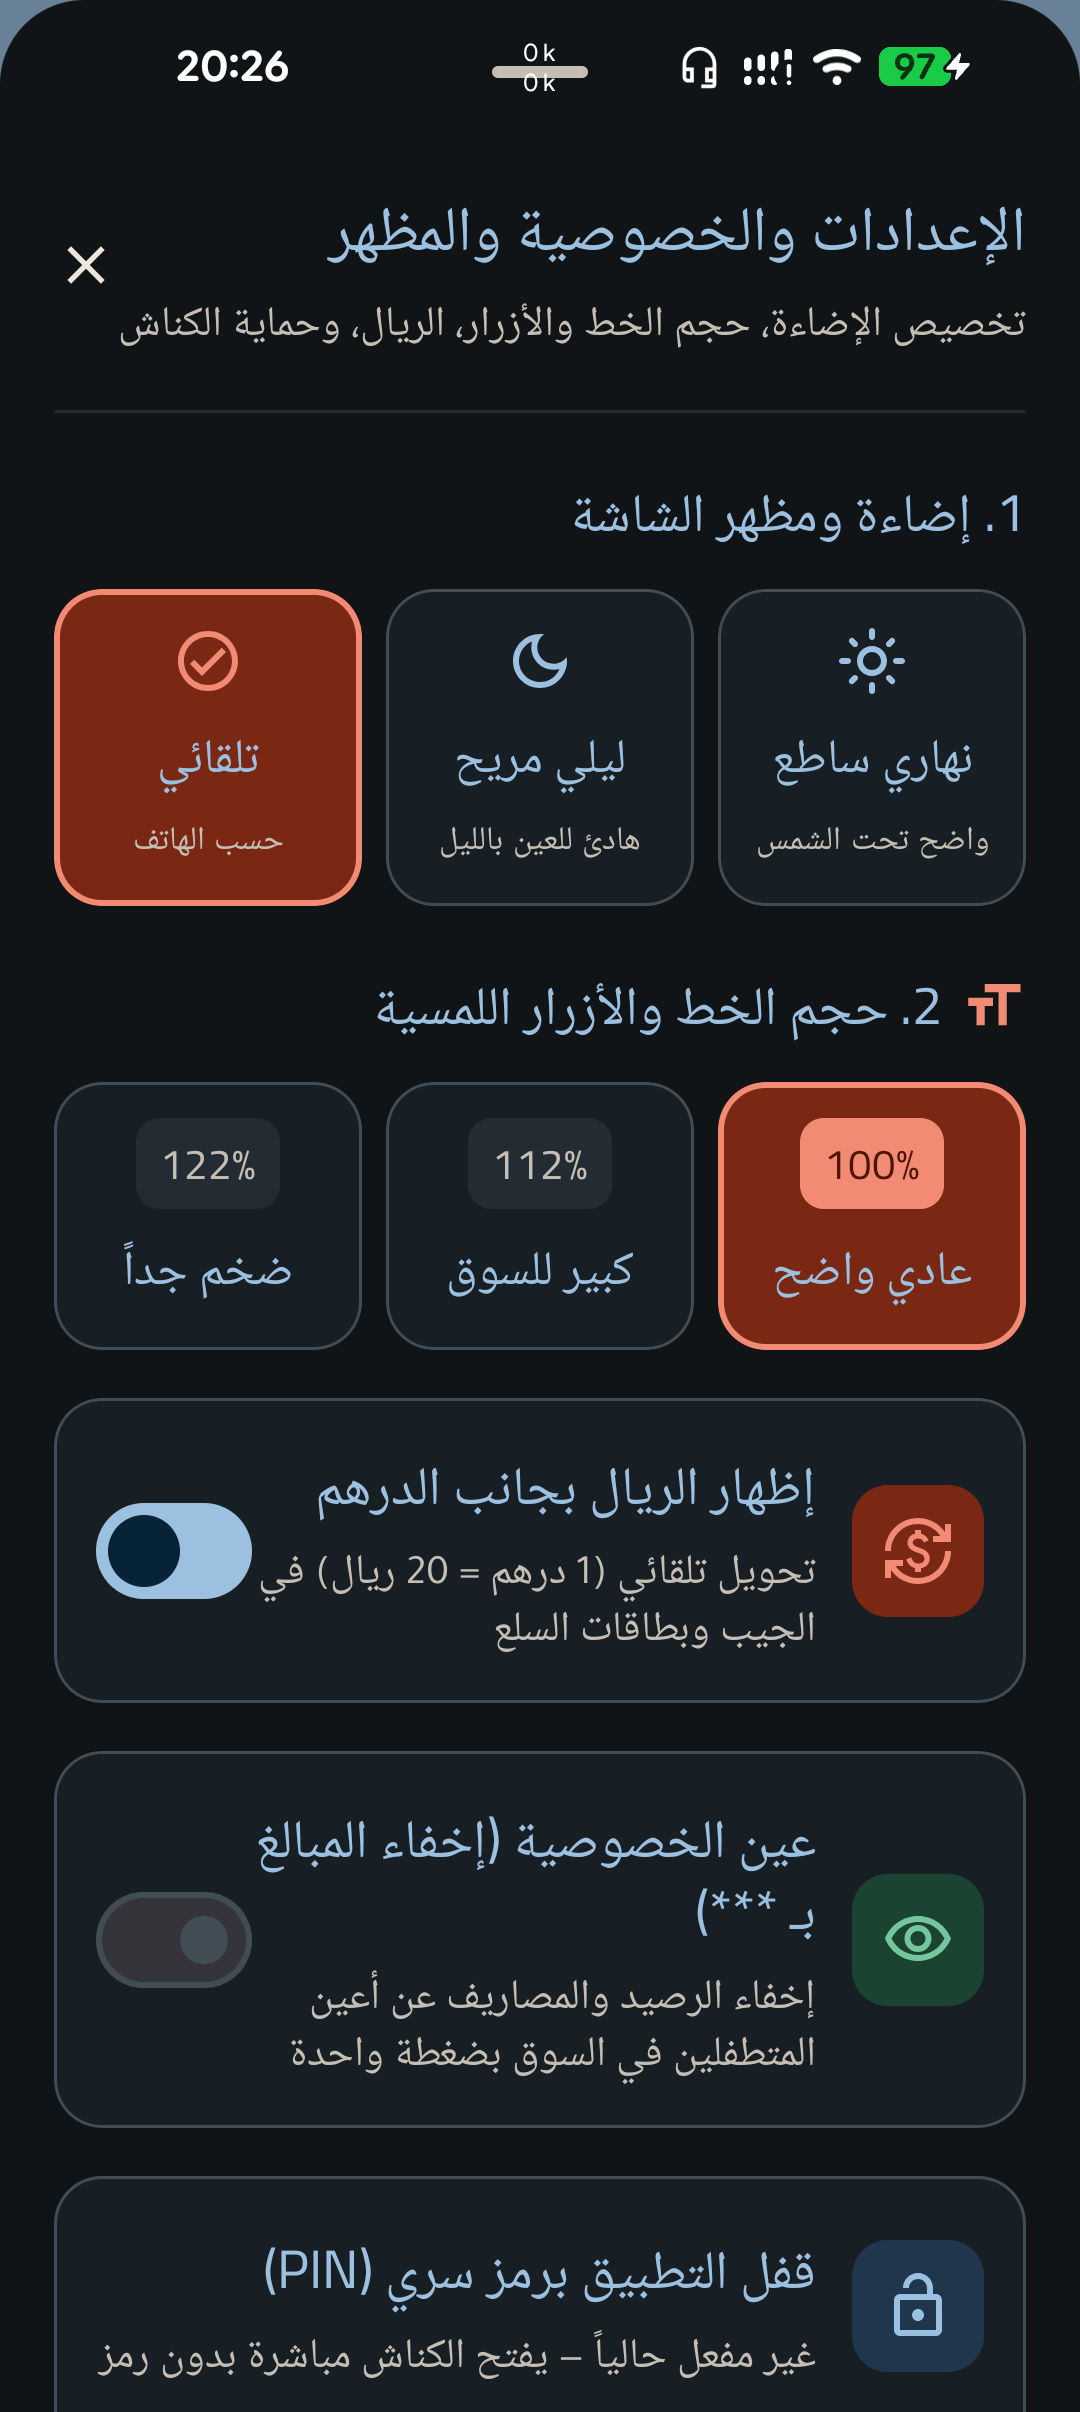 20:26
0 k
0 k
97
الإعدادات والخصوصية والمظهر
تخصيص الإضاءة، حجم الخط والأزرار، الريال، وحماية الكناش
1. إضاءة ومظهر الشاشة
نهاري ساطع
واضح تحت الشمس
ليلي مريح
هادئ للعين بالليل
تلقائي
حسب الهاتف
2. حجم الخط والأزرار اللمسية
100%
عادي واضح
112%
كبير للسوق
122%
ضخم جداً
إظهار الريال بجانب الدرهم
تحويل تلقائي (1 درهم = 20 ريال) في
الجيب وبطاقات السلع
عين الخصوصية (إخفاء المبالغ
بـ ***)
إخفاء الرصيد والمصاريف عن أعين
المتطفلين في السوق بضغطة واحدة
قفل التطبيق برمز سري (PIN)
غير مفعل حالياً – يفتح الكناش مباشرة بدون رمز